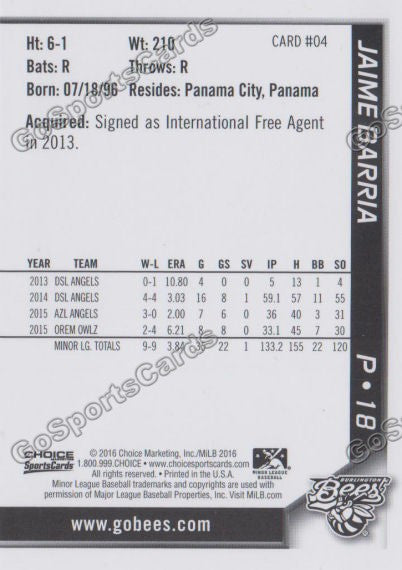 Ht: 6-1 Wt: 210 CARD #04
Bats: R Throws: R
Born: 07/18/96 Resides: Panama City, Panama
Acquired: Signed as International Free Agent
in 2013.
JAIME BARRIA
P • 18
YEAR TEAM W-L ERA G GS SV IP H BB SO
2013 DSL ANGELS 0-1 10.80 4 0 0 5 13 1 4
2014 DSL ANGELS 4-4 3.03 16 8 1 59.1 57 11 55
2015 AZL ANGELS 3-0 2.00 7 6 0 36 40 3 31
2015 OREM OWLZ 2-4 6.21 8 0 33.1 45 7 30
MINOR LG. TOTALS 9-9 3.84 22 1 133.2 155 22 120
CHOICE
SportsCards
© 2016 Choice Marketing, Inc./MiLB 2016
1.800.999.CHOICE • www.choicesportscards.com
All rights reserved. • Printed in the U.S.A.
Minor League Baseball trademarks and copyrights are used with
permission of Major League Baseball Properties, Inc. Visit MiLB.com.
MINOR LEAGUE
BASEBALL
BURLINGTON
Bees
www.gobees.com
GoSportsCards
GoSportsCards
GoSportsCards
GoSportsCards